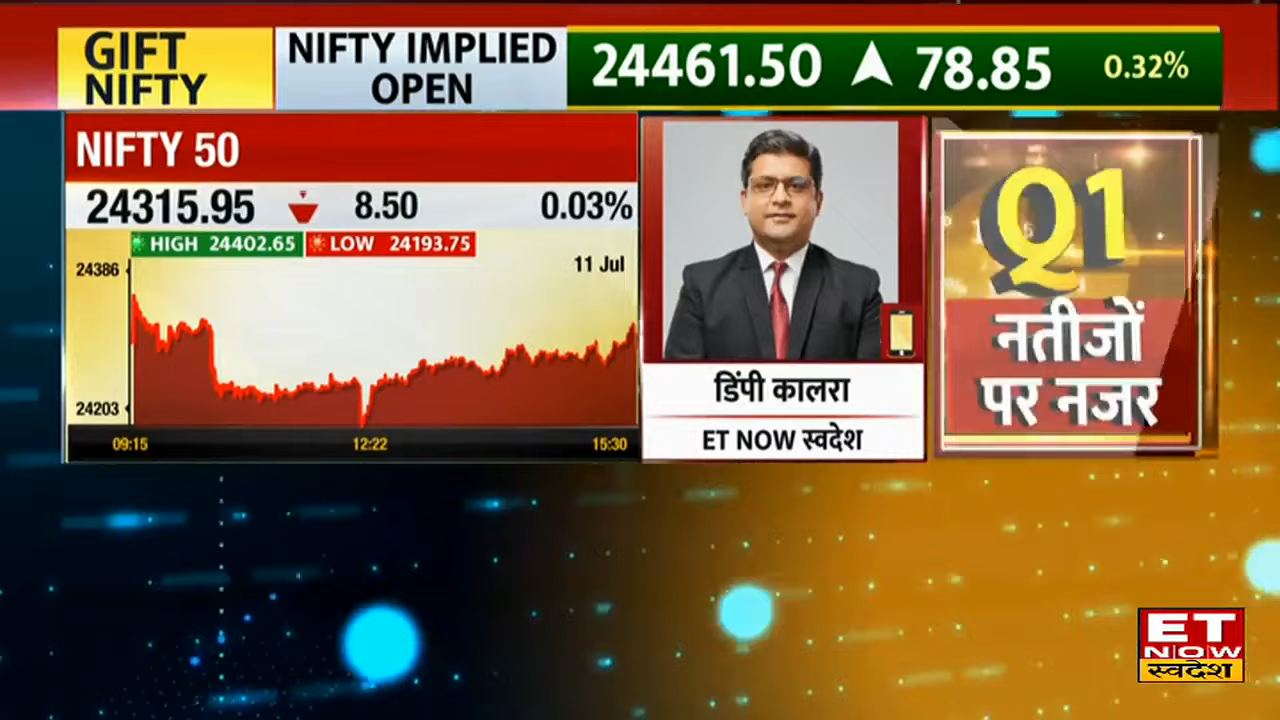 GIFT
NIFTY
NIFTY IMPLIED
OPEN
24461.50 78.85 0.32%
NIFTY 50
24315.95 8.50 0.03%
HIGH 24402.65 LOW 24193.75
24386
11 Jul
24203
09:15 12:22 15:30
डिंपी कालरा
ET NOW स्वदेश
Q1
नतीजों
पर नजर
ET
NOW
स्वदेश